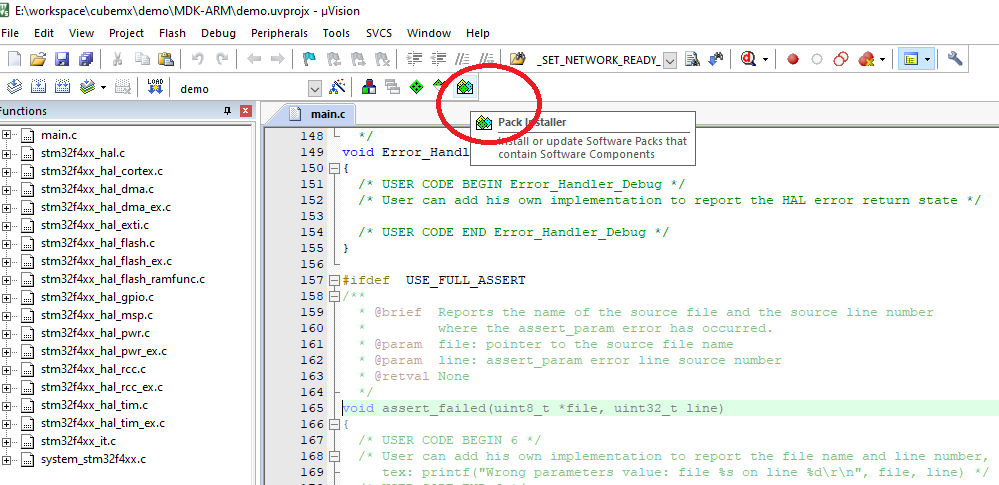 E:\workspace\cubemx\demo\MDK-ARM\demo.uvprojx - µVision
File Edit View Project Flash Debug Peripherals Tools SVCS Window Help
_SET_NETWORK_READY_
LOAD
demo
Functions
main.c
stm32f4xx_hal.c
stm32f4xx_hal_cortex.c
stm32f4xx_hal_dma.c
stm32f4xx_hal_dma_ex.c
stm32f4xx_hal_exti.c
stm32f4xx_hal_flash.c
stm32f4xx_hal_flash_ex.c
stm32f4xx_hal_flash_ramfunc.c
stm32f4xx_hal_gpio.c
stm32f4xx_hal_msp.c
stm32f4xx_hal_pwr.c
stm32f4xx_hal_pwr_ex.c
stm32f4xx_hal_rcc.c
stm32f4xx_hal_rcc_ex.c
stm32f4xx_hal_tim.c
stm32f4xx_hal_tim_ex.c
stm32f4xx_it.c
system_stm32f4xx.c
main.c
Pack Installer
Install or update Software Packs that
contain Software Components
148 */
149 void Error_Handl
150 {
151 /* USER CODE BEGIN Error_Handler_Debug */
152 /* User can add his own implementation to report the HAL error return state */
153
154 /* USER CODE END Error_Handler_Debug */
155 }
156
157 #ifdef USE_FULL_ASSERT
158 /**
159 * @brief Reports the name of the source file and the source line number
160 * where the assert_param error has occurred.
161 * @param file: pointer to the source file name
162 * @param line: assert_param error line source number
163 * @retval None
164 */
165 void assert_failed(uint8_t *file, uint32_t line)
166 {
167 /* USER CODE BEGIN 6 */
168 /* User can add his own implementation to report the file name and line number,
169 tex: printf("Wrong parameters value: file %s on line %d\r\n", file, line) */